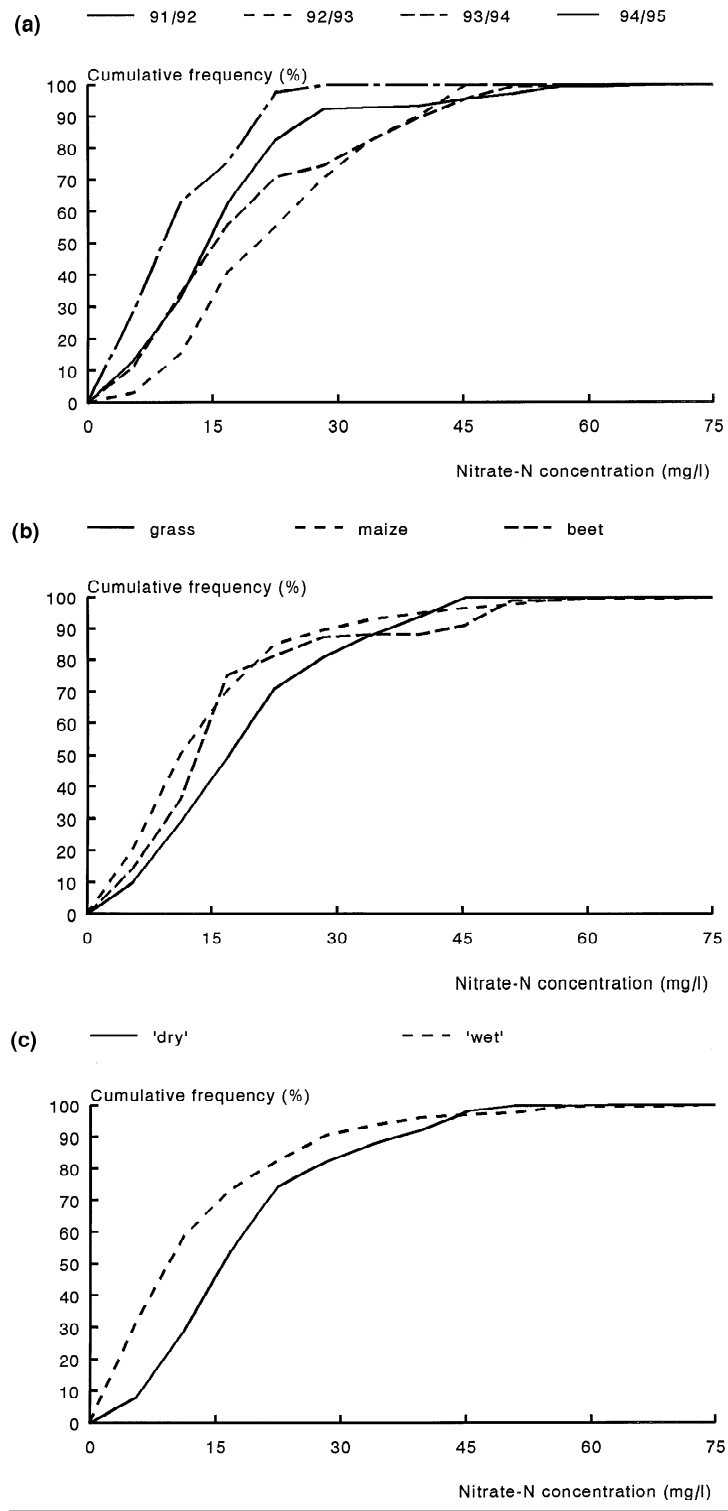 (a) 91/92 92/93 93/94 94/95
Cumulative frequency (%)
100
90
80
70
60
50
40
30
20
10
0
0 15 30 45 60 75
Nitrate-N concentration (mg/l)
(b) grass maize beet
Cumulative frequency (%)
100
90
80
70
60
50
40
30
20
10
0
0 15 30 45 60 75
Nitrate-N concentration (mg/l)
(c) 'dry' 'wet'
Cumulative frequency (%)
100
90
80
70
60
50
40
30
20
10
0
0 15 30 45 60 75
Nitrate-N concentration (mg/l)